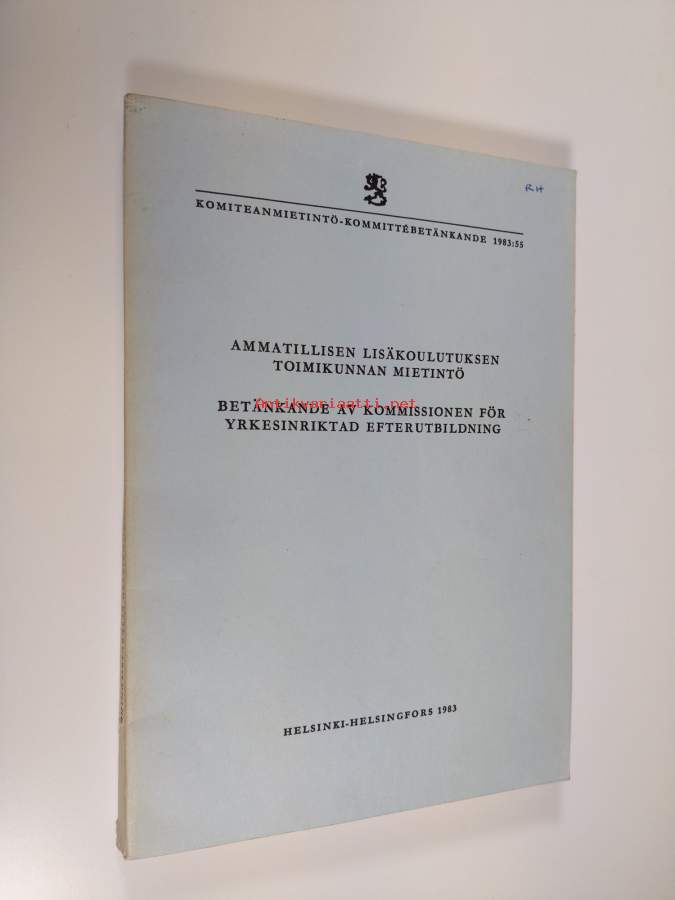 RH
KOMITEANMIETINTÖ-KOMMITTÉBETÄNKANDE 1983:55
AMMATILLISEN LISÄKOULUTUKSEN
TOIMIKUNNAN MIETINTÖ
Antikvariaatti.net
BETÄNKANDE AV KOMMISSIONEN FÖR
YRKESINRIKTAD EFTERUTBILDNING
HELSINKI-HELSINGFORS 1983